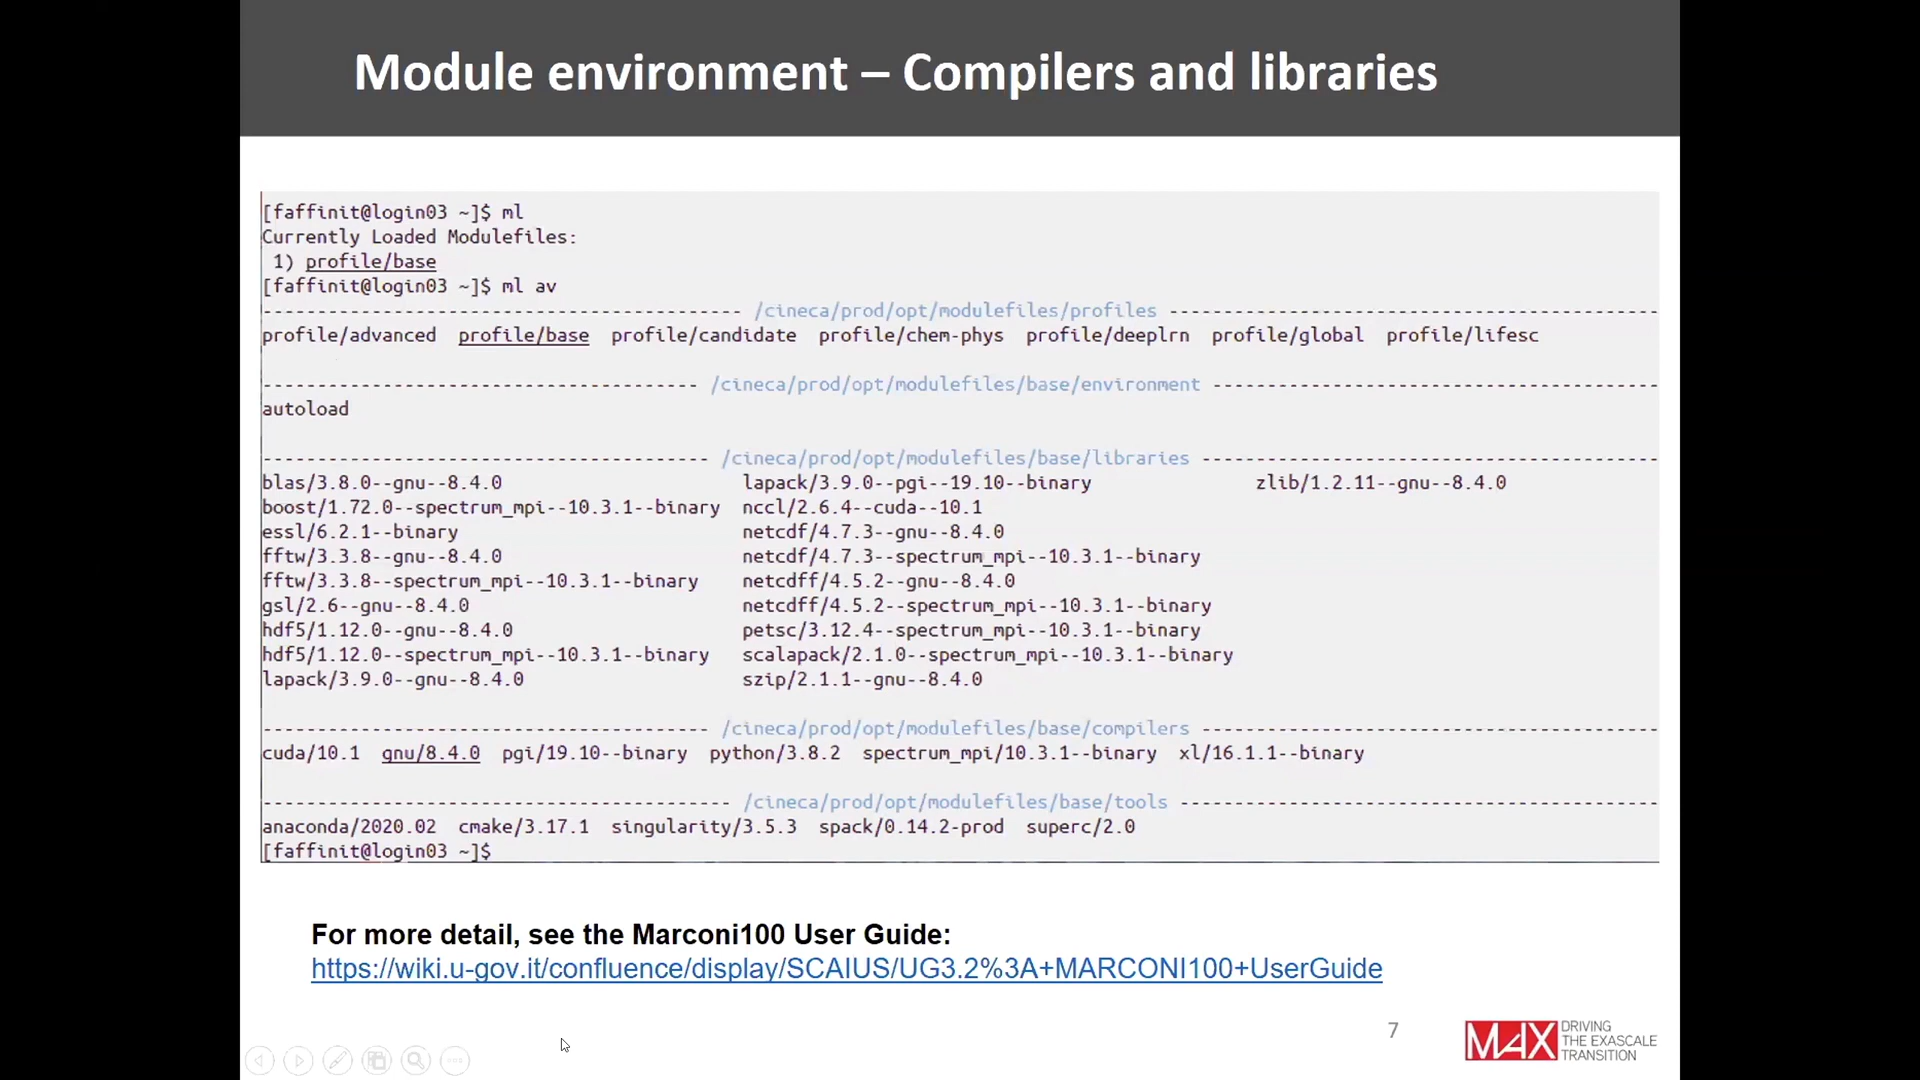 Module environment – Compilers and libraries
[faffinit@login03 ~]$ ml
Currently Loaded Modulefiles:
1) profile/base
[faffinit@login03 ~]$ ml av
-------------------------------------------- /cineca/prod/opt/modulefiles/profiles ---------------------------------------------
profile/advanced profile/base profile/candidate profile/chem-phys profile/deeplrn profile/global profile/lifesc
---------------------------------------- /cineca/prod/opt/modulefiles/base/environment -----------------------------------------
autoload
----------------------------------------- /cineca/prod/opt/modulefiles/base/libraries ------------------------------------------
blas/3.8.0--gnu--8.4.0 lapack/3.9.0--pgi--19.10--binary zlib/1.2.11--gnu--8.4.0
boost/1.72.0--spectrum_mpi--10.3.1--binary nccl/2.6.4--cuda--10.1
essl/6.2.1--binary netcdf/4.7.3--gnu--8.4.0
fftw/3.3.8--gnu--8.4.0 netcdf/4.7.3--spectrum_mpi--10.3.1--binary
fftw/3.3.8--spectrum_mpi--10.3.1--binary netcdff/4.5.2--gnu--8.4.0
gsl/2.6--gnu--8.4.0 netcdff/4.5.2--spectrum_mpi--10.3.1--binary
hdf5/1.12.0--gnu--8.4.0 petsc/3.12.4--spectrum_mpi--10.3.1--binary
hdf5/1.12.0--spectrum_mpi--10.3.1--binary scalapack/2.1.0--spectrum_mpi--10.3.1--binary
lapack/3.9.0--gnu--8.4.0 szip/2.1.1--gnu--8.4.0
----------------------------------------- /cineca/prod/opt/modulefiles/base/compilers ------------------------------------------
cuda/10.1 gnu/8.4.0 pgi/19.10--binary python/3.8.2 spectrum_mpi/10.3.1--binary xl/16.1.1--binary
------------------------------------------- /cineca/prod/opt/modulefiles/base/tools --------------------------------------------
anaconda/2020.02 cmake/3.17.1 singularity/3.5.3 spack/0.14.2-prod superc/2.0
[faffinit@login03 ~]$
For more detail, see the Marconi100 User Guide:
https://wiki.u-gov.it/confluence/display/SCAIUS/UG3.2%3A+MARCONI100+UserGuide
7
MAX
DRIVING
THE EXASCALE
TRANSITION